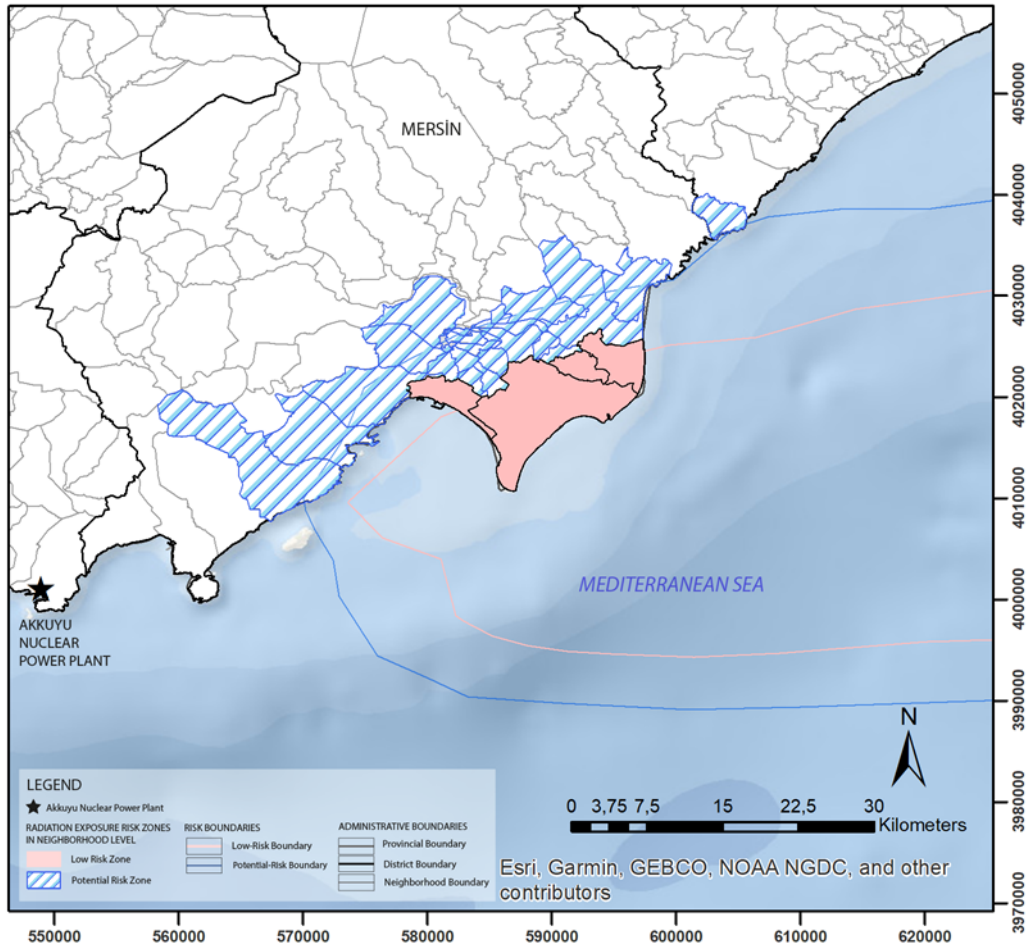 MERSİN
MEDITERRANEAN SEA
AKKUYU
NUCLEAR
POWER PLANT
N
LEGEND
Akkuyu Nuclear Power Plant
RADIATION EXPOSURE RISK ZONES
IN NEIGHBORHOOD LEVEL
Low Risk Zone
Potential Risk Zone
RISK BOUNDARIES
Low-Risk Boundary
Potential-Risk Boundary
ADMINISTRATIVE BOUNDARIES
Provincial Boundary
District Boundary
Neighborhood Boundary
0 3,75 7,5 15 22,5 30
Kilometers
Esri, Garmin, GEBCO, NOAA NGDC, and other
contributors
4050000
4040000
4030000
4020000
4010000
4000000
3990000
3980000
3970000
550000 560000 570000 580000 590000 600000 610000 620000